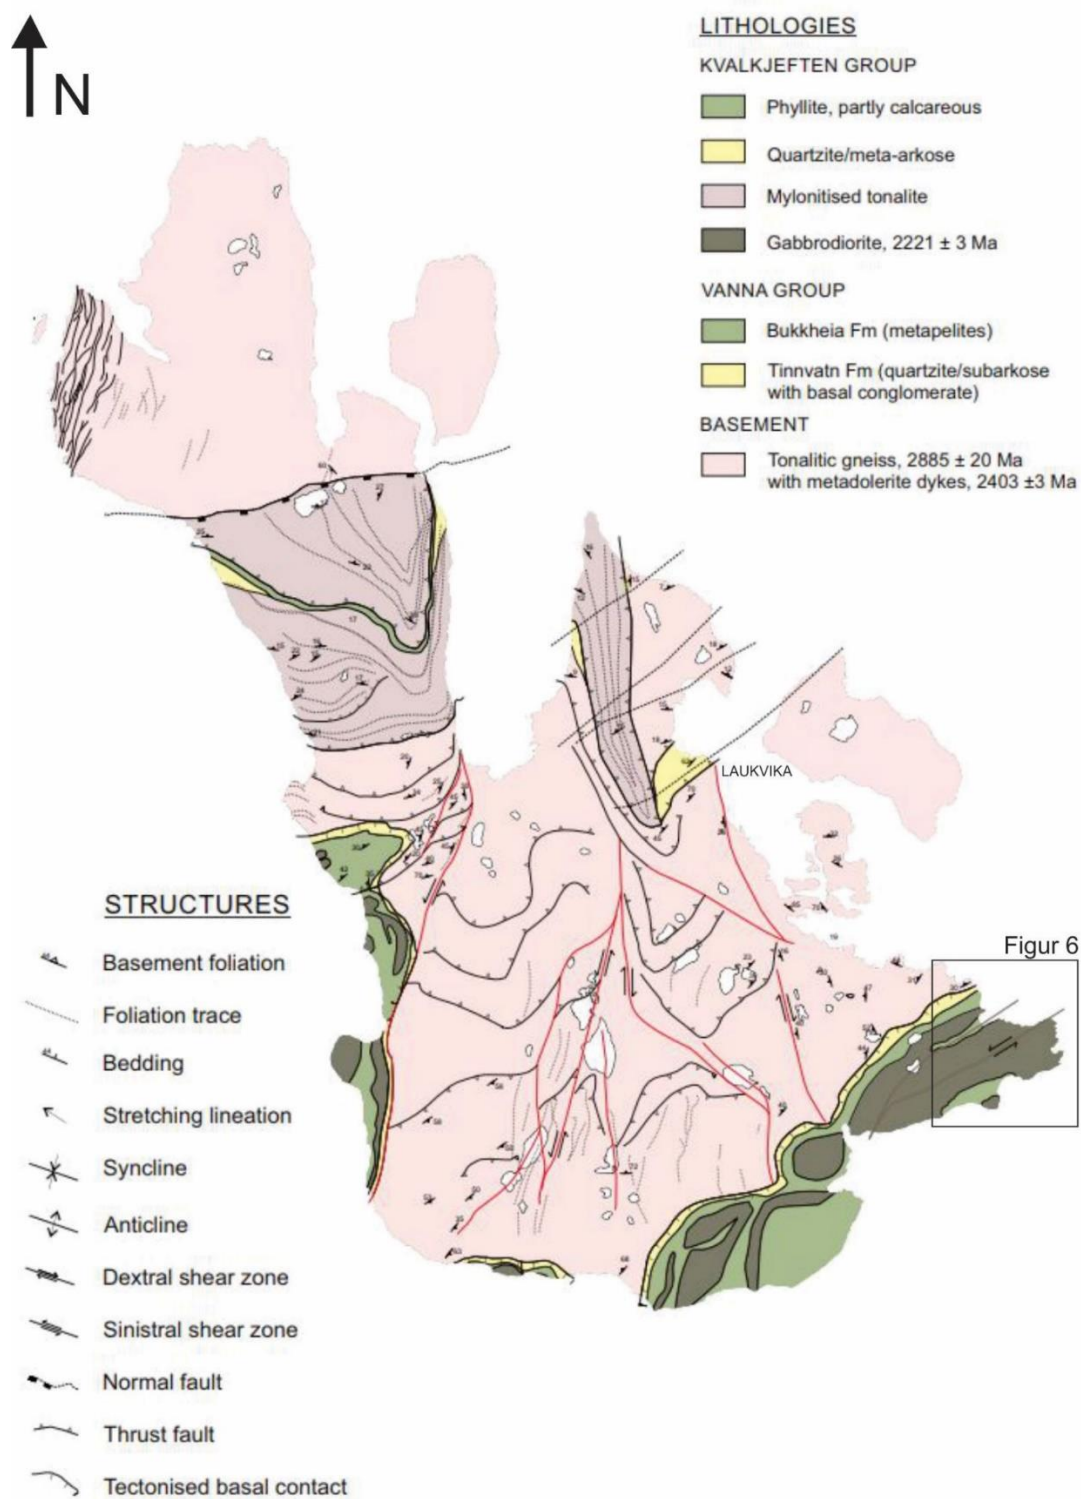 N
LITHOLOGIES
KVALKJEFTEN GROUP
Phyllite, partly calcareous
Quartzite/meta-arkose
Mylonitised tonalite
Gabbrodiorite, 2221 ± 3 Ma
VANNA GROUP
Bukkheia Fm (metapelites)
Tinnvatn Fm (quartzite/subarkose
with basal conglomerate)
BASEMENT
Tonalitic gneiss, 2885 ± 20 Ma
with metadolerite dykes, 2403 ±3 Ma
LAUKVIKA
Figur 6
STRUCTURES
Basement foliation
Foliation trace
Bedding
Stretching lineation
Syncline
Anticline
Dextral shear zone
Sinistral shear zone
Normal fault
Thrust fault
Tectonised basal contact